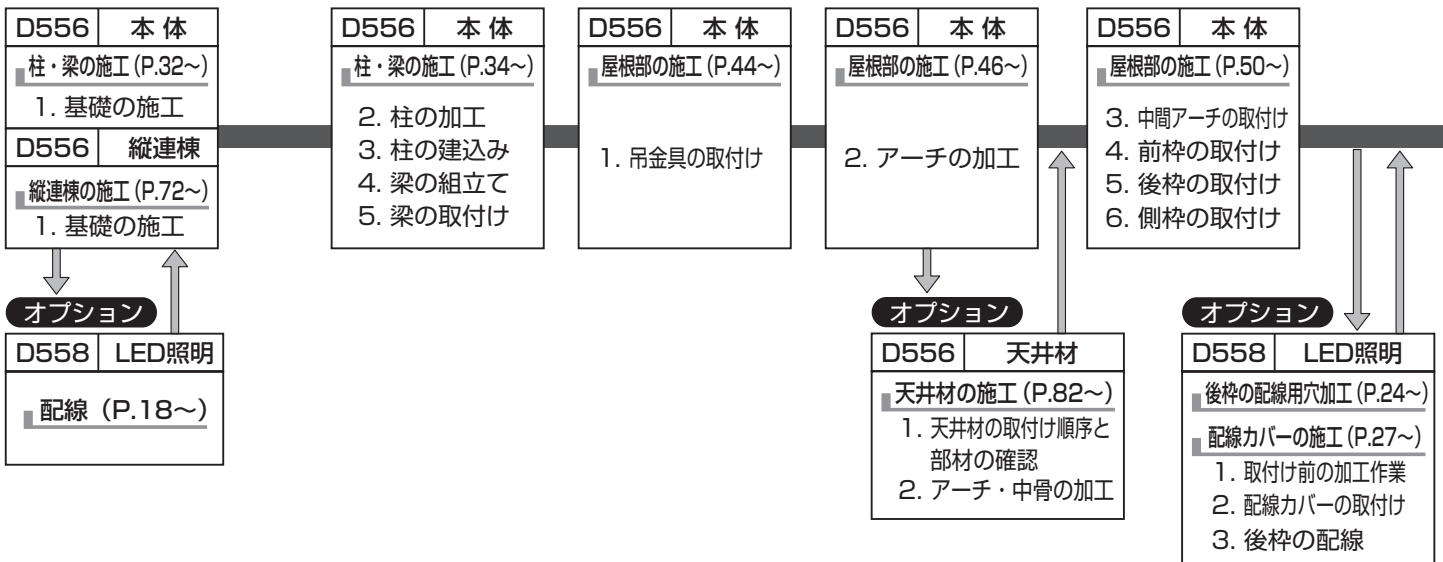 D556 本 体
柱・梁の施工(P.32〜)
1. 基礎の施工
D556 縦連棟
縦連棟の施工(P.72〜)
1. 基礎の施工
オプション
D558 LED照明
配線（P.18〜）
D556 本 体
柱・梁の施工(P.34〜)
2. 柱の加工
3. 柱の建込み
4. 梁の組立て
5. 梁の取付け
D556 本 体
屋根部の施工(P.44〜)
1. 吊金具の取付け
D556 本 体
屋根部の施工(P.46〜)
2. アーチの加工
オプション
D556 天井材
天井材の施工(P.82〜)
1. 天井材の取付け順序と
部材の確認
2. アーチ・中骨の加工
D556 本 体
屋根部の施工(P.50〜)
3. 中間アーチの取付け
4. 前枠の取付け
5. 後枠の取付け
6. 側枠の取付け
オプション
D558 LED照明
後枠の配線用穴加工(P.24〜)
配線カバーの施工(P.27〜)
1. 取付け前の加工作業
2. 配線カバーの取付け
3. 後枠の配線